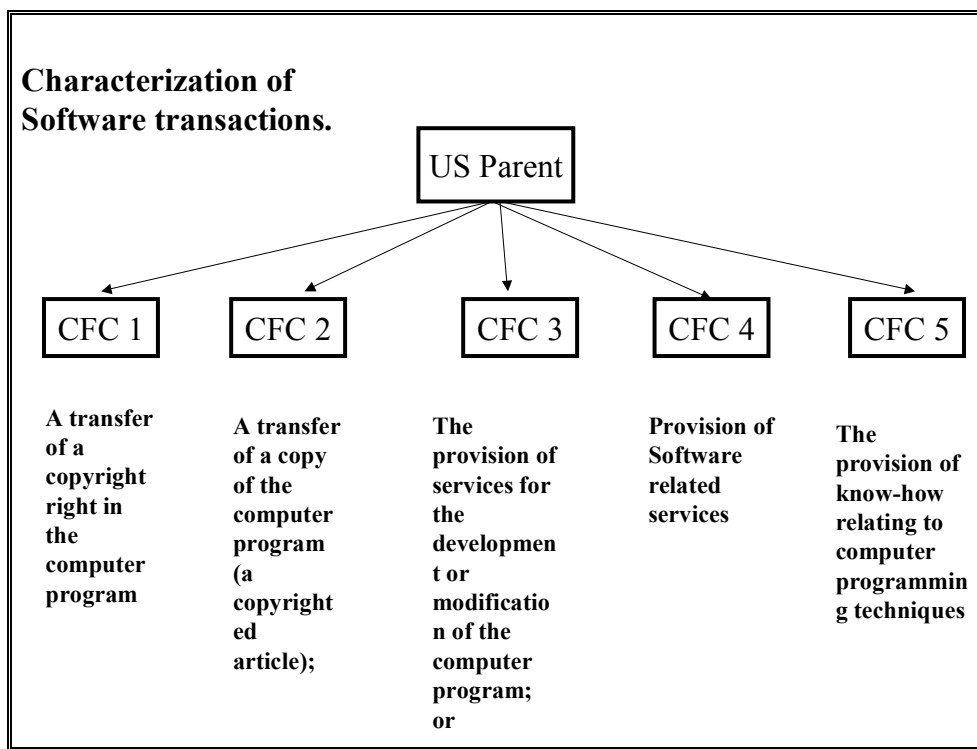 Characterization of
Software transactions.
US Parent
CFC 1
CFC 2
CFC 3
CFC 4
CFC 5
A transfer
of a
copyright
right in
the
computer
program
A transfer
of a copy
of the
computer
program
(a
copyright
ed
article);
The
provision of
services for
the
developmen
t or
modificatio
n of the
computer
program;
or
Provision of
Software
related
services
The
provision of
know-how
relating to
computer
programmin
g techniques